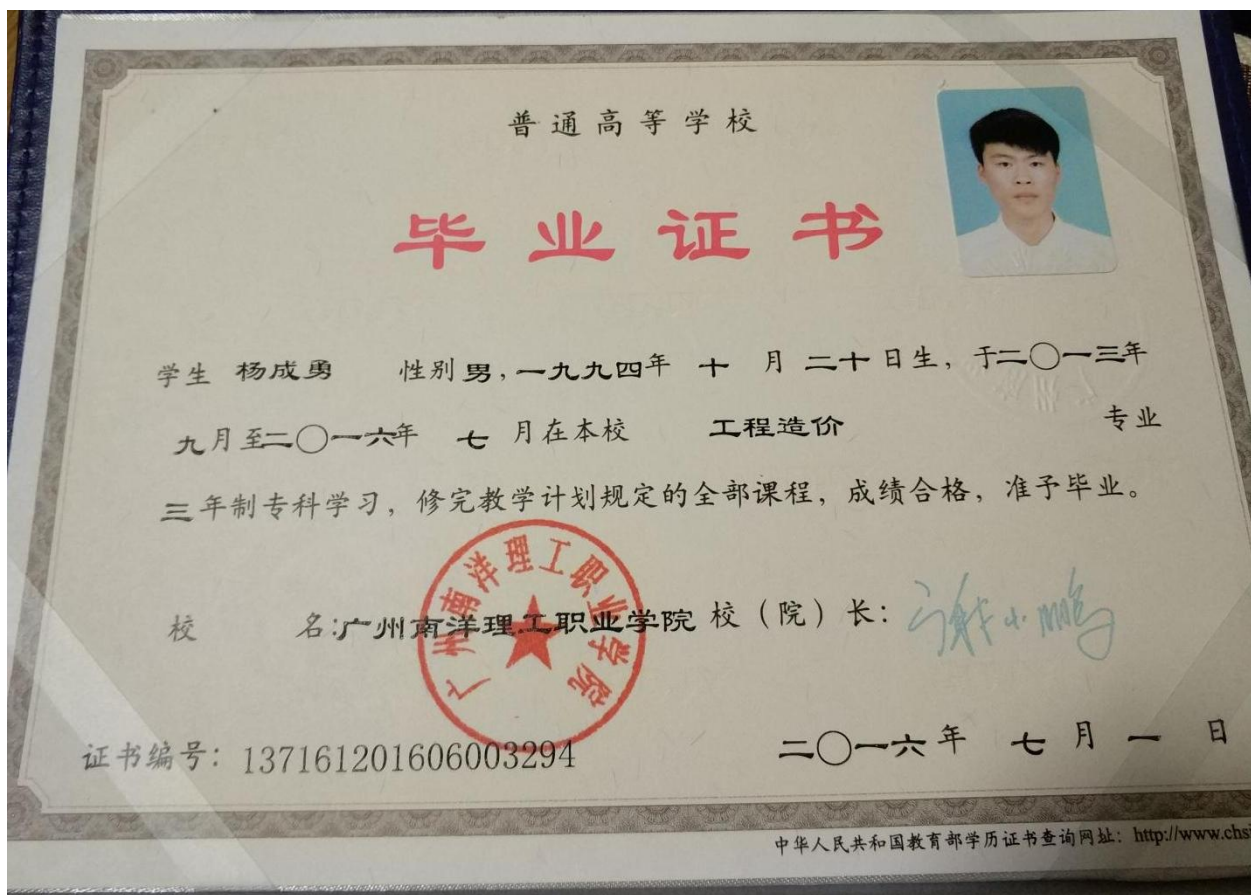 普通高等学校
毕业证书
学生 杨成勇 性别 男，一九九四年 十 月 二十 日生，于二〇一三年
九月至二〇一六年 七 月在本校 工程造价 专业
三年制专科学习，修完教学计划规定的全部课程，成绩合格，准予毕业。
广州南洋理工职业学院
校 名：广州南洋理工职业学院 校（院）长：谢小鹏
证书编号：137161201606003294 二〇一六年 七 月 一 日
中华人民共和国教育部学历证书查询网址：http://www.chs